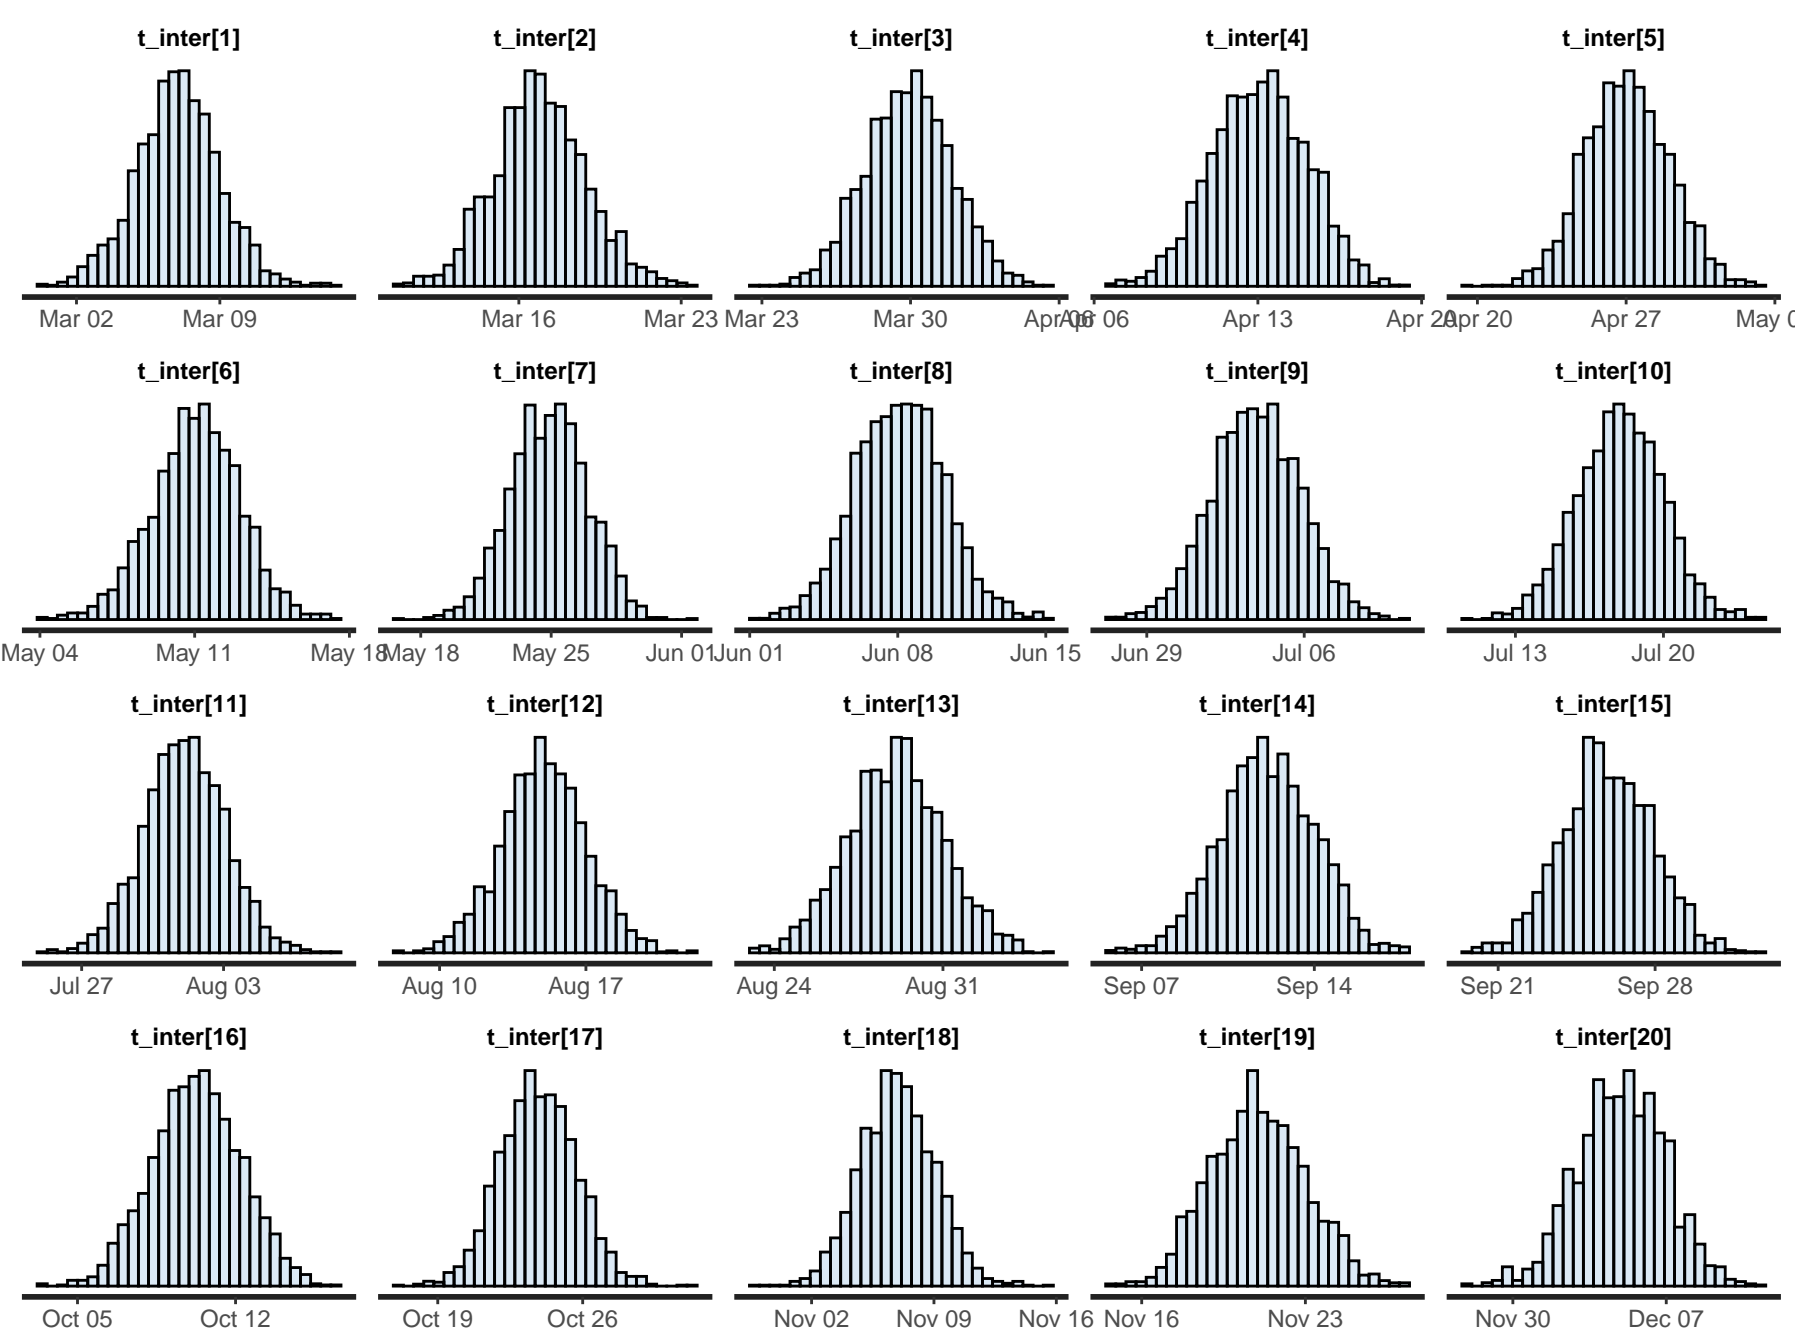 t_inter[1] t_inter[2] t_inter[3] t_inter[4] t_inter[5]
Mar 02 Mar 09 Mar 16 Mar 23 Mar 23 Mar 30 Apr 06 Apr 06 Apr 13 Apr 20 Apr 20 Apr 27 May 0
t_inter[6] t_inter[7] t_inter[8] t_inter[9] t_inter[10]
May 04 May 11 May 18 May 18 May 25 Jun 01 Jun 01 Jun 08 Jun 15 Jun 29 Jul 06 Jul 13 Jul 20
t_inter[11] t_inter[12] t_inter[13] t_inter[14] t_inter[15]
Jul 27 Aug 03 Aug 10 Aug 17 Aug 24 Aug 31 Sep 07 Sep 14 Sep 21 Sep 28
t_inter[16] t_inter[17] t_inter[18] t_inter[19] t_inter[20]
Oct 05 Oct 12 Oct 19 Oct 26 Nov 02 Nov 09 Nov 16 Nov 16 Nov 23 Nov 30 Dec 07